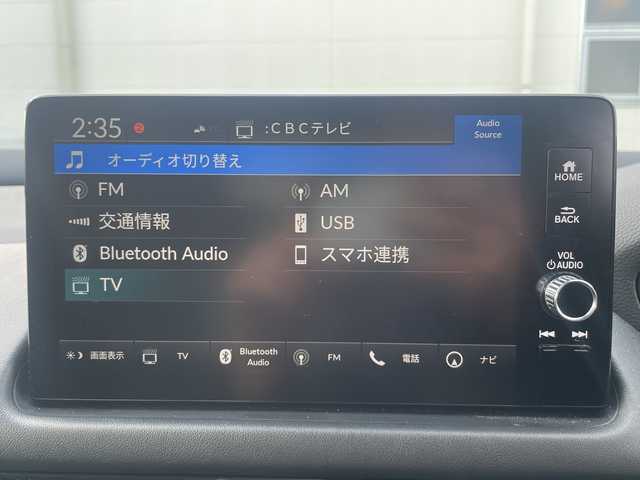 2:35 2 :CBCテレビ Audio Source
オーディオ切り替え
FM AM
交通情報 USB
Bluetooth Audio スマホ連携
TV
画面表示 TV Bluetooth Audio FM 電話 ナビ
HOME
BACK
VOL
AUDIO